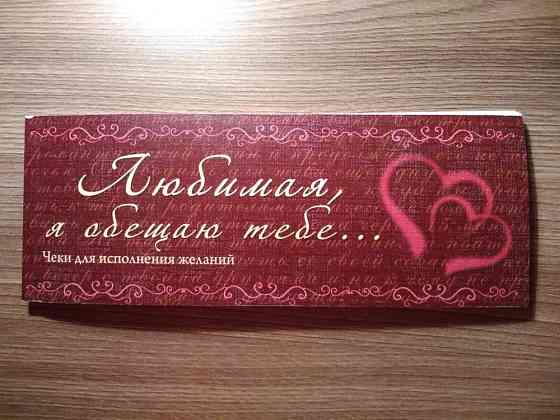 Любимая,
я обещаю тебе...
Чеки для исполнения желаний